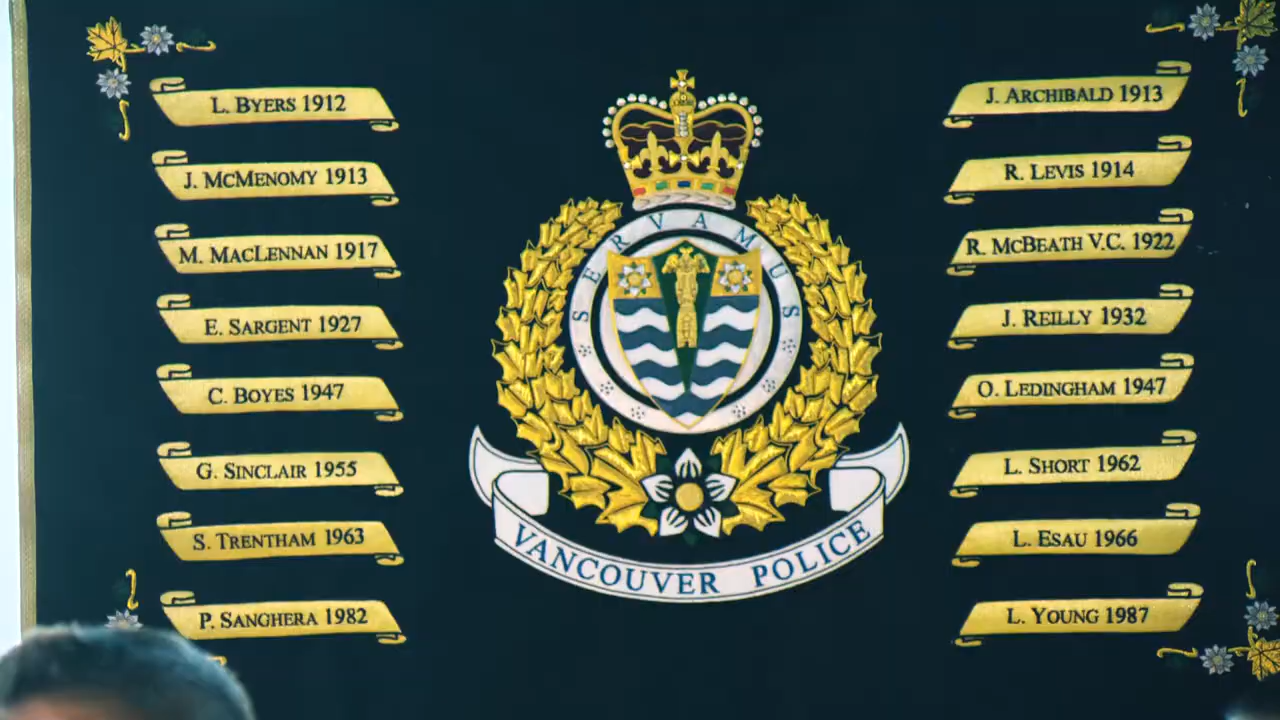 L. BYERS 1912
J. MCMENOMY 1913
M. MACLENNAN 1917
E. SARGENT 1927
C. BOYES 1947
G. SINCLAIR 1955
S. TRENTHAM 1963
P. SANGHERA 1982
SERVAMUS
VANCOUVER POLICE
J. ARCHIBALD 1913
R. LEVIS 1914
R. MCBEATH V.C. 1922
J. REILLY 1932
O. LEDINGHAM 1947
L. SHORT 1962
L. ESAU 1966
L. YOUNG 1987